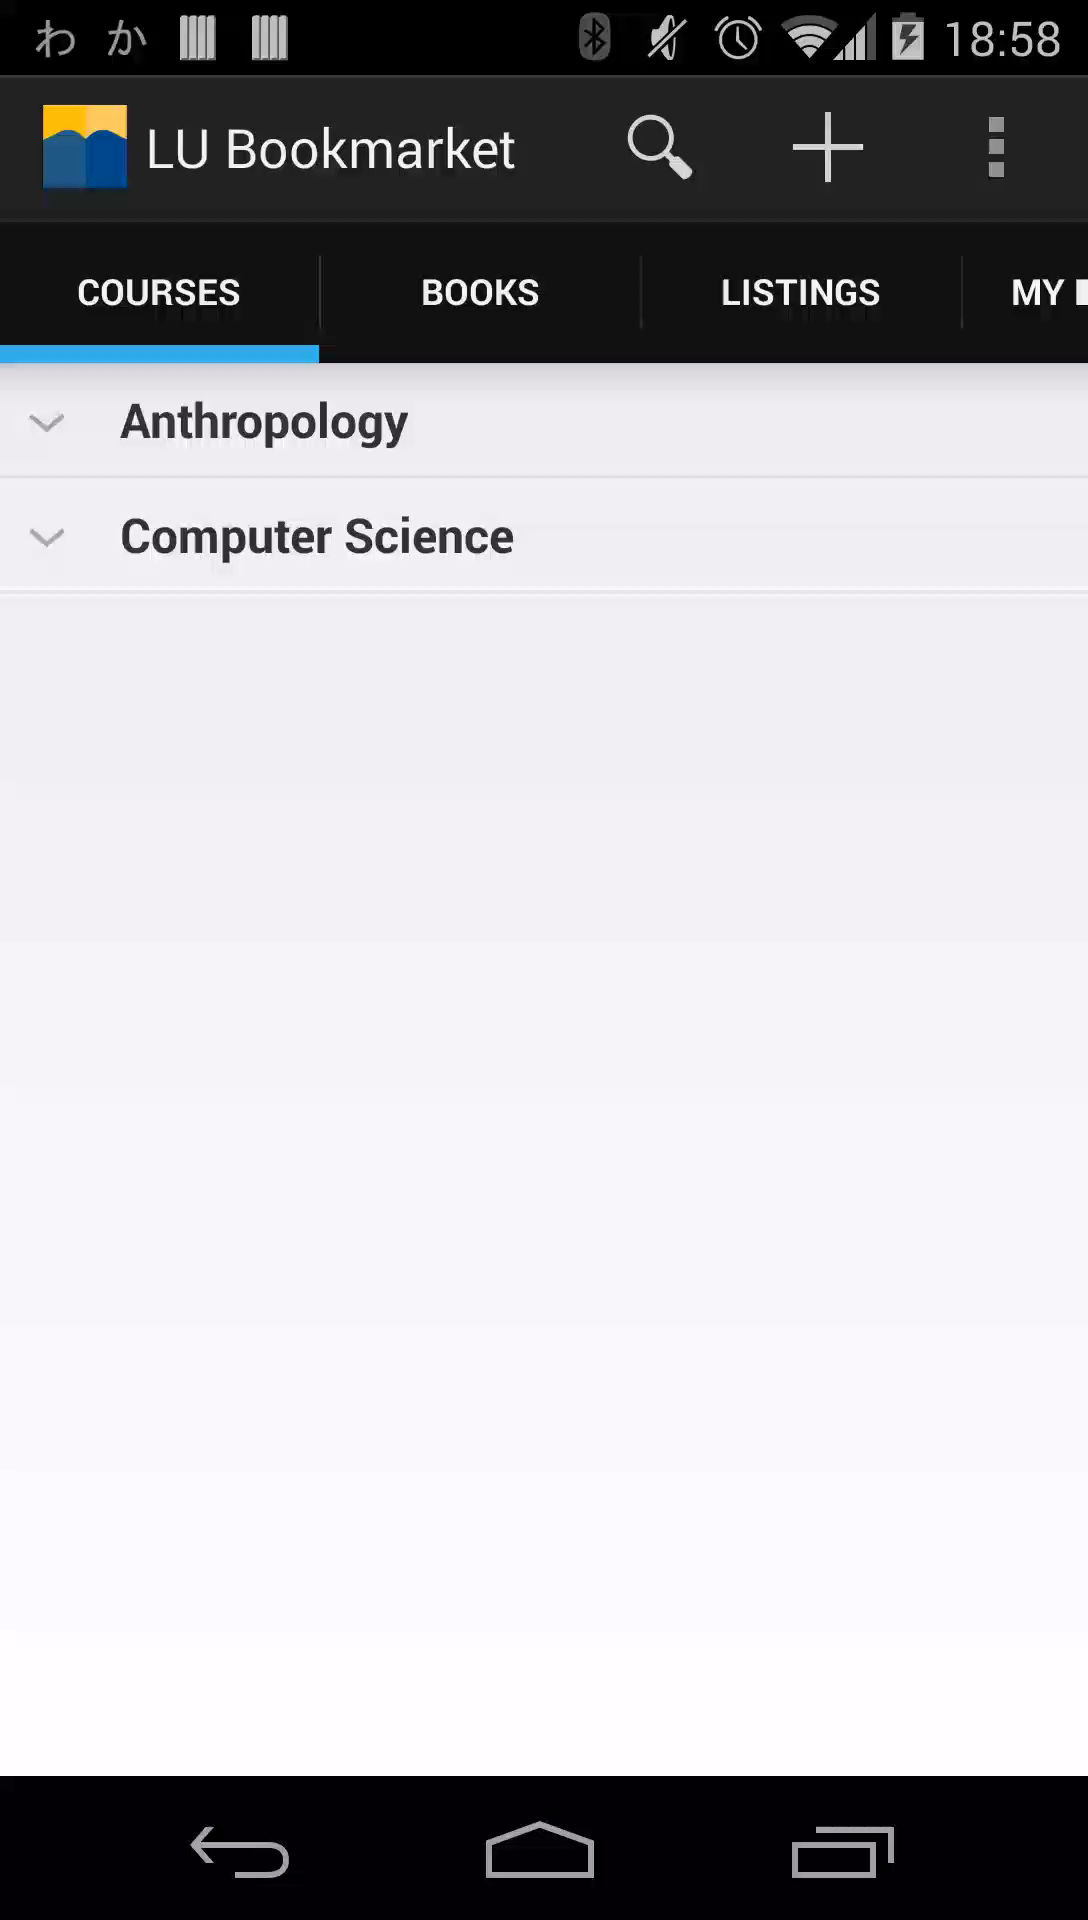 わ か 18:58
LU Bookmarket
COURSES BOOKS LISTINGS MY
Anthropology
Computer Science